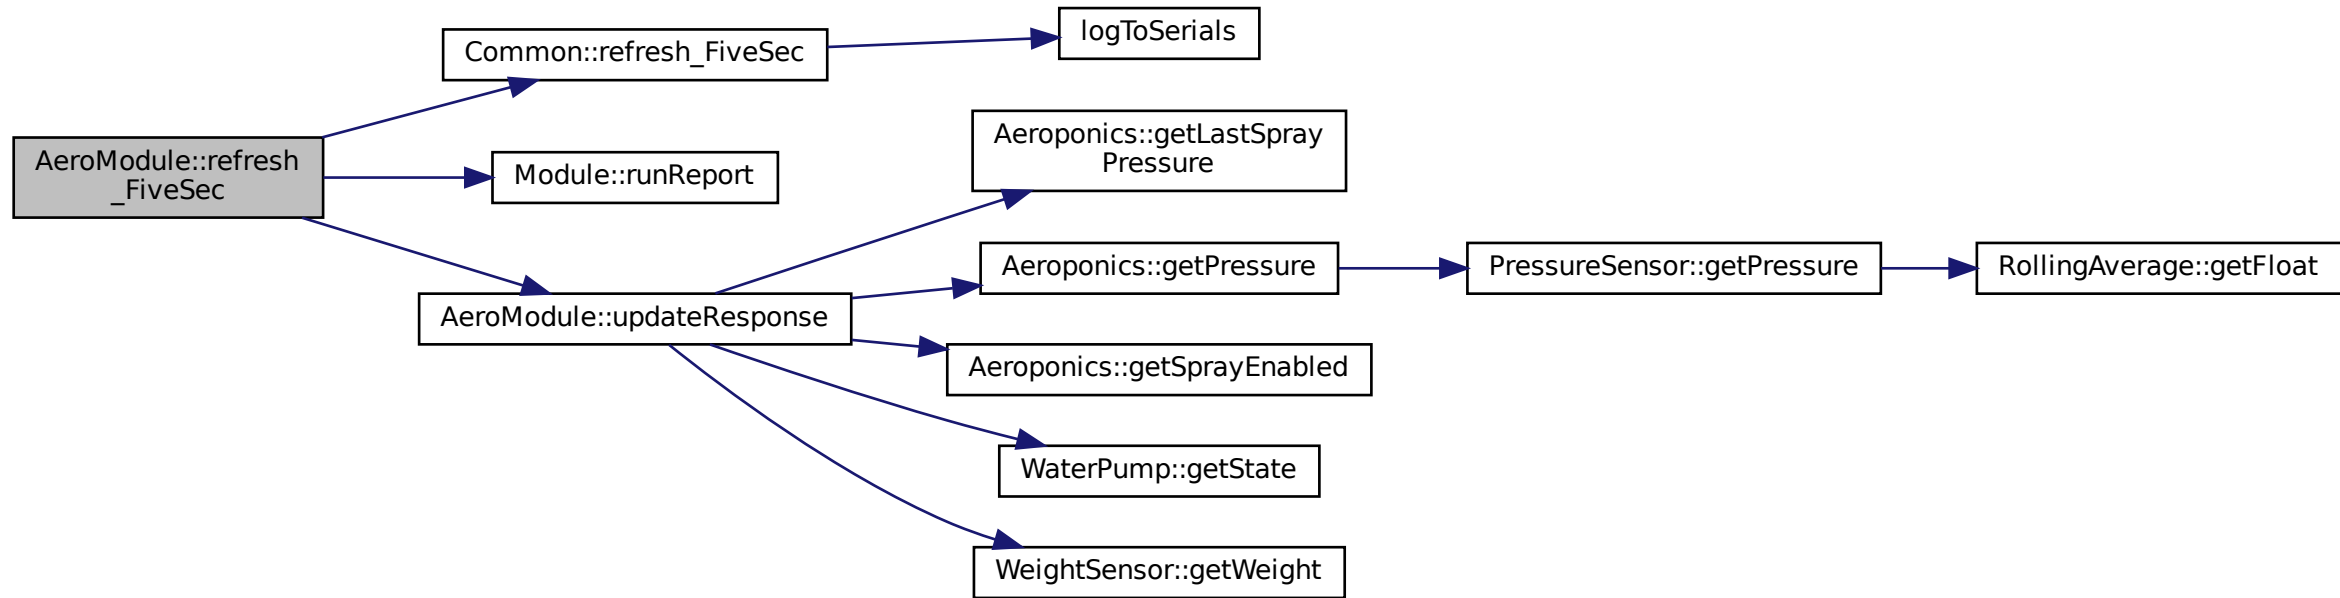 AeroModule::refresh
_FiveSec
Common::refresh_FiveSec
logToSerials
Module::runReport
AeroModule::updateResponse
Aeroponics::getLastSpray
Pressure
Aeroponics::getPressure
PressureSensor::getPressure
RollingAverage::getFloat
Aeroponics::getSprayEnabled
WaterPump::getState
WeightSensor::getWeight